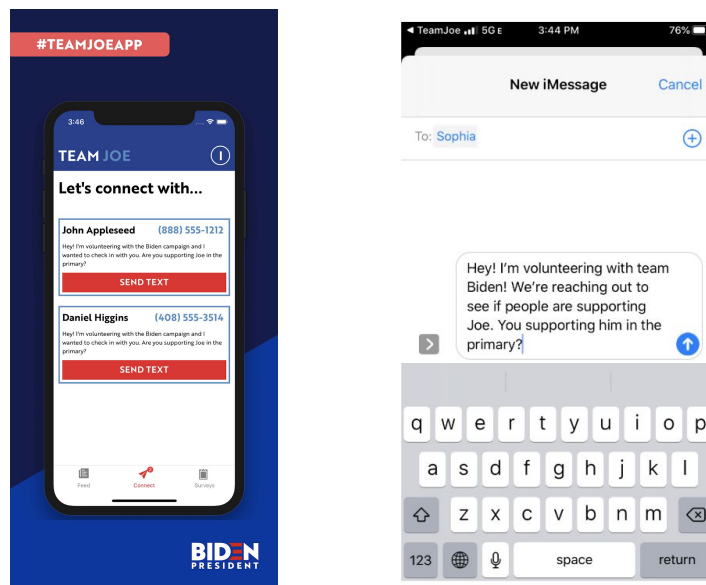 #TEAMJOEAPP
3:46
TEAM JOE
I
Let's connect with...
John Appleseed (888) 555-1212
Hey! I'm volunteering with the Biden campaign and I
wanted to check in with you. Are you supporting Joe in the
primary?
SEND TEXT
Daniel Higgins (408) 555-3514
Hey! I'm volunteering with the Biden campaign and I
wanted to check in with you. Are you supporting Joe in the
primary?
SEND TEXT
2
Feed Connect Surveys
BIDEN
PRESIDENT
TeamJoe 5G E 3:44 PM 76%
New iMessage Cancel
To: Sophia
Hey! I'm volunteering with team
Biden! We're reaching out to
see if people are supporting
Joe. You supporting him in the
primary?
q w e r t y u i o p
a s d f g h j k l
z x c v b n m
123 space return